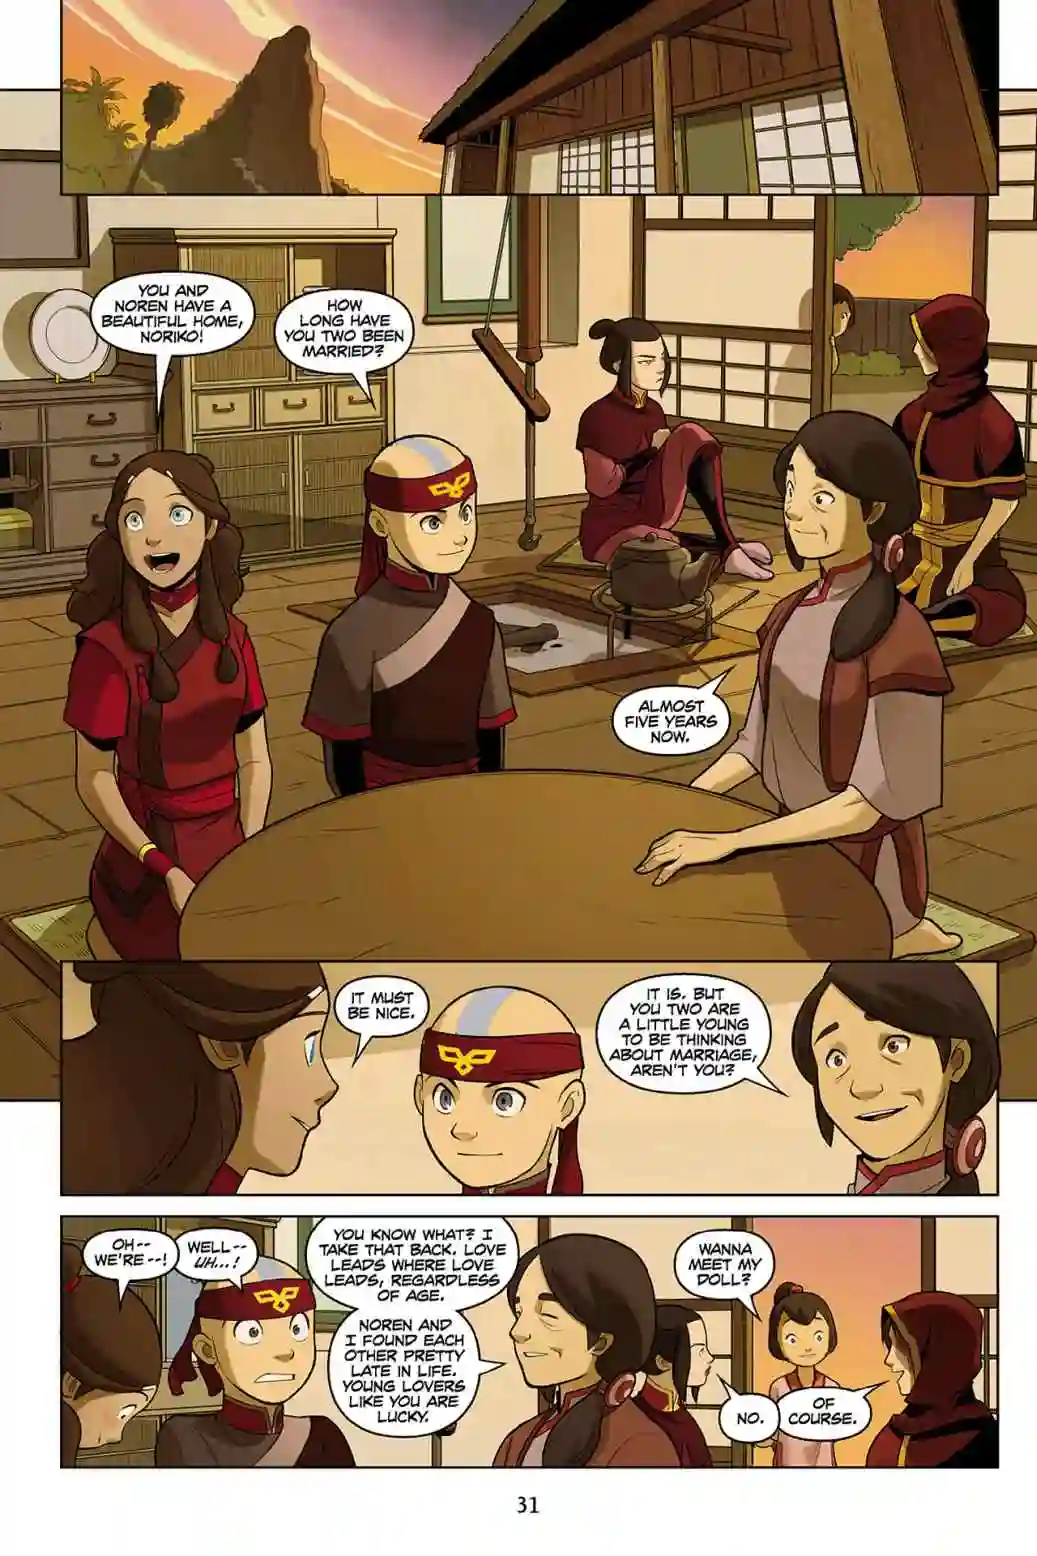 YOU AND
NOREN HAVE A
BEAUTIFUL HOME,
NORIKO!
HOW
LONG HAVE
YOU TWO BEEN
MARRIED?
ALMOST
FIVE YEARS
NOW.
IT MUST
BE NICE.
IT IS. BUT
YOU TWO ARE
A LITTLE YOUNG
TO BE THINKING
ABOUT MARRIAGE,
AREN'T YOU?
OH--
WE'RE--!
WELL--
UH...!
YOU KNOW WHAT? I
TAKE THAT BACK. LOVE
LEADS WHERE LOVE
LEADS, REGARDLESS
OF AGE.
NOREN AND
I FOUND EACH
OTHER PRETTY
LATE IN LIFE.
YOUNG LOVERS
LIKE YOU ARE
LUCKY.
WANNA
MEET MY
DOLL?
NO.
OF
COURSE.
31